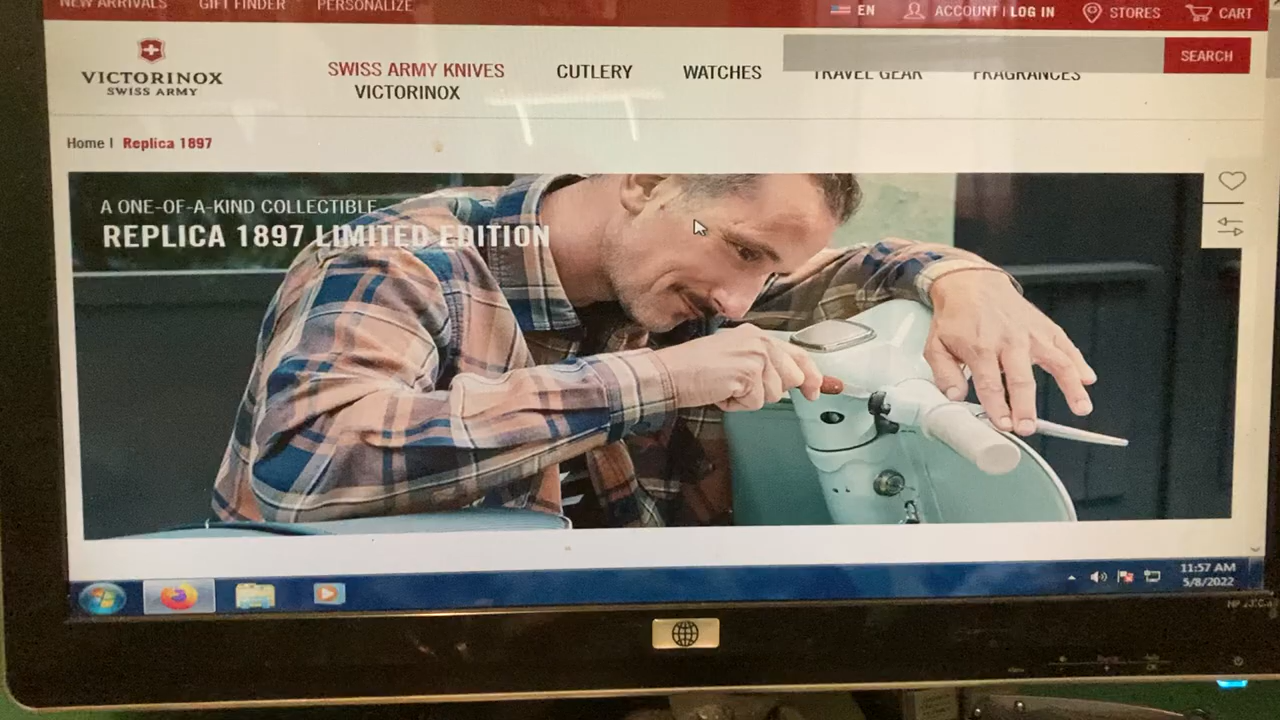 NEW ARRIVALS GIFT FINDER PERSONALIZE
EN ACCOUNT | LOG IN STORES CART
VICTORINOX
SWISS ARMY
SWISS ARMY KNIVES
VICTORINOX
CUTLERY WATCHES TRAVEL GEAR FRAGRANCES
SEARCH
Home | Replica 1897
A ONE-OF-A-KIND COLLECTIBLE
REPLICA 1897 LIMITED EDITION
11:57 AM
5/8/2022